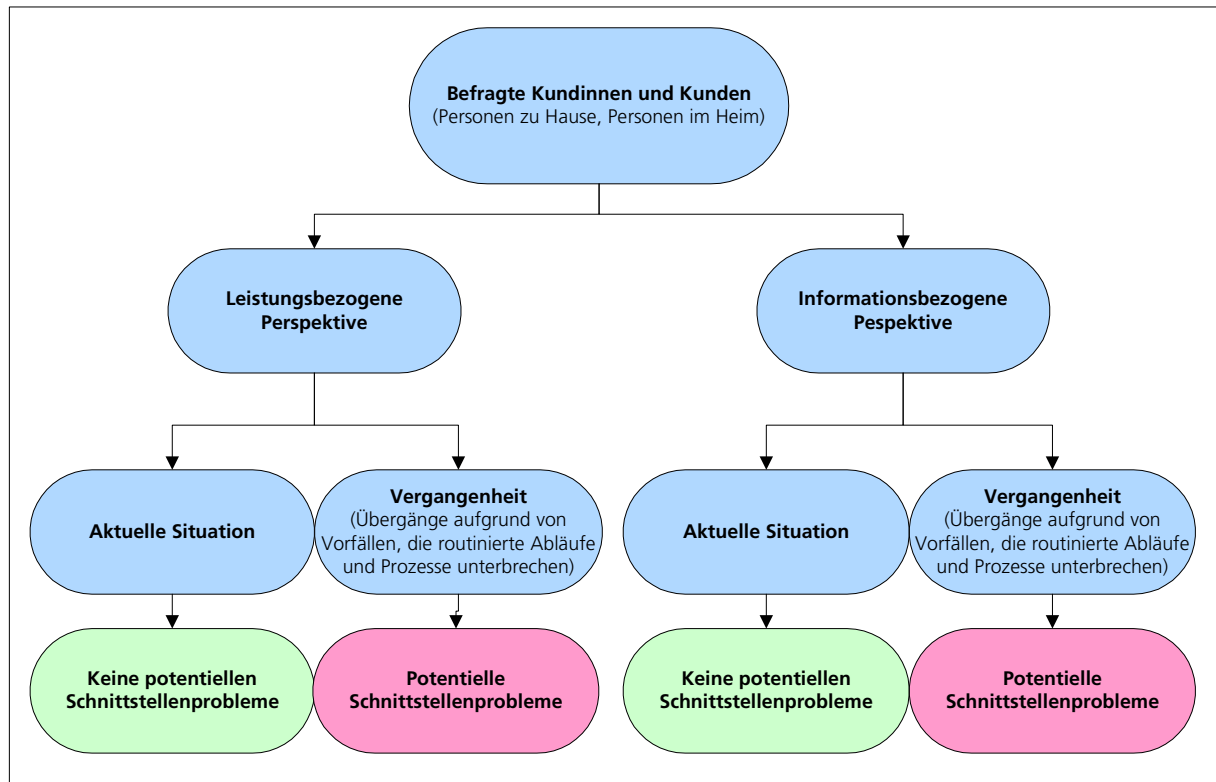 Befragte Kundinnen und Kunden
(Personen zu Hause, Personen im Heim)
Leistungsbezogene
Perspektive
Informationsbezogene
Pespektive
Aktuelle Situation
Vergangenheit
(Übergänge aufgrund von
Vorfällen, die routinierte Abläufe
und Prozesse unterbrechen)
Aktuelle Situation
Vergangenheit
(Übergänge aufgrund von
Vorfällen, die routinierte Abläufe
und Prozesse unterbrechen)
Keine potentiellen
Schnittstellenprobleme
Potentielle
Schnittstellenprobleme
Keine potentiellen
Schnittstellenprobleme
Potentielle
Schnittstellenprobleme